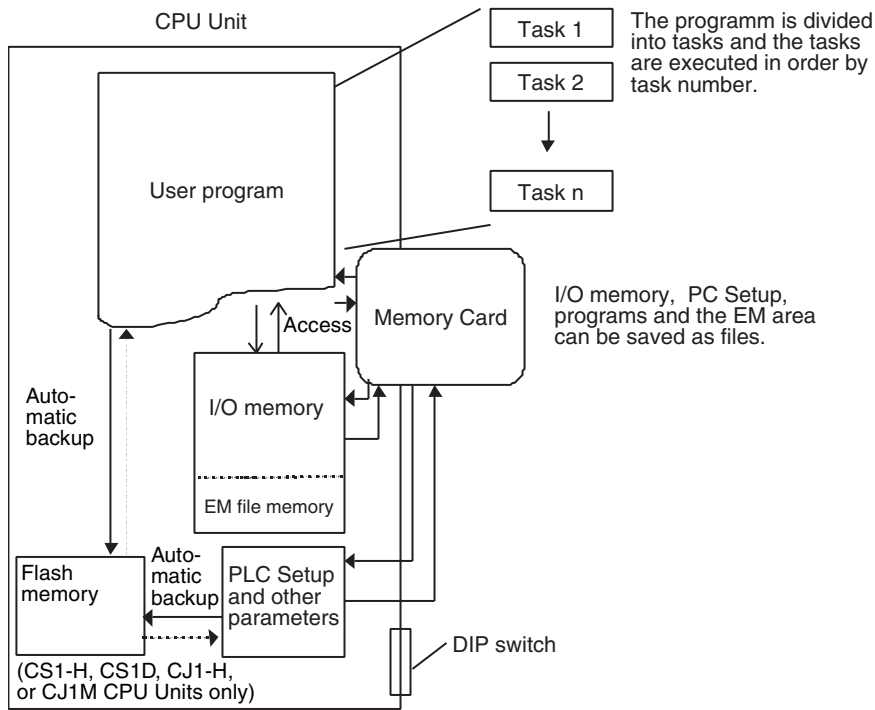 CPU Unit
Task 1
Task 2
Task n
The programm is divided
into tasks and the tasks
are executed in order by
task number.
User program
Access
Memory Card
I/O memory, PC Setup,
programs and the EM area
can be saved as files.
Auto-
matic
backup
I/O memory
EM file memory
Flash
memory
Auto-
matic
backup
PLC Setup
and other
parameters
DIP switch
(CS1-H, CS1D, CJ1-H,
or CJ1M CPU Units only)